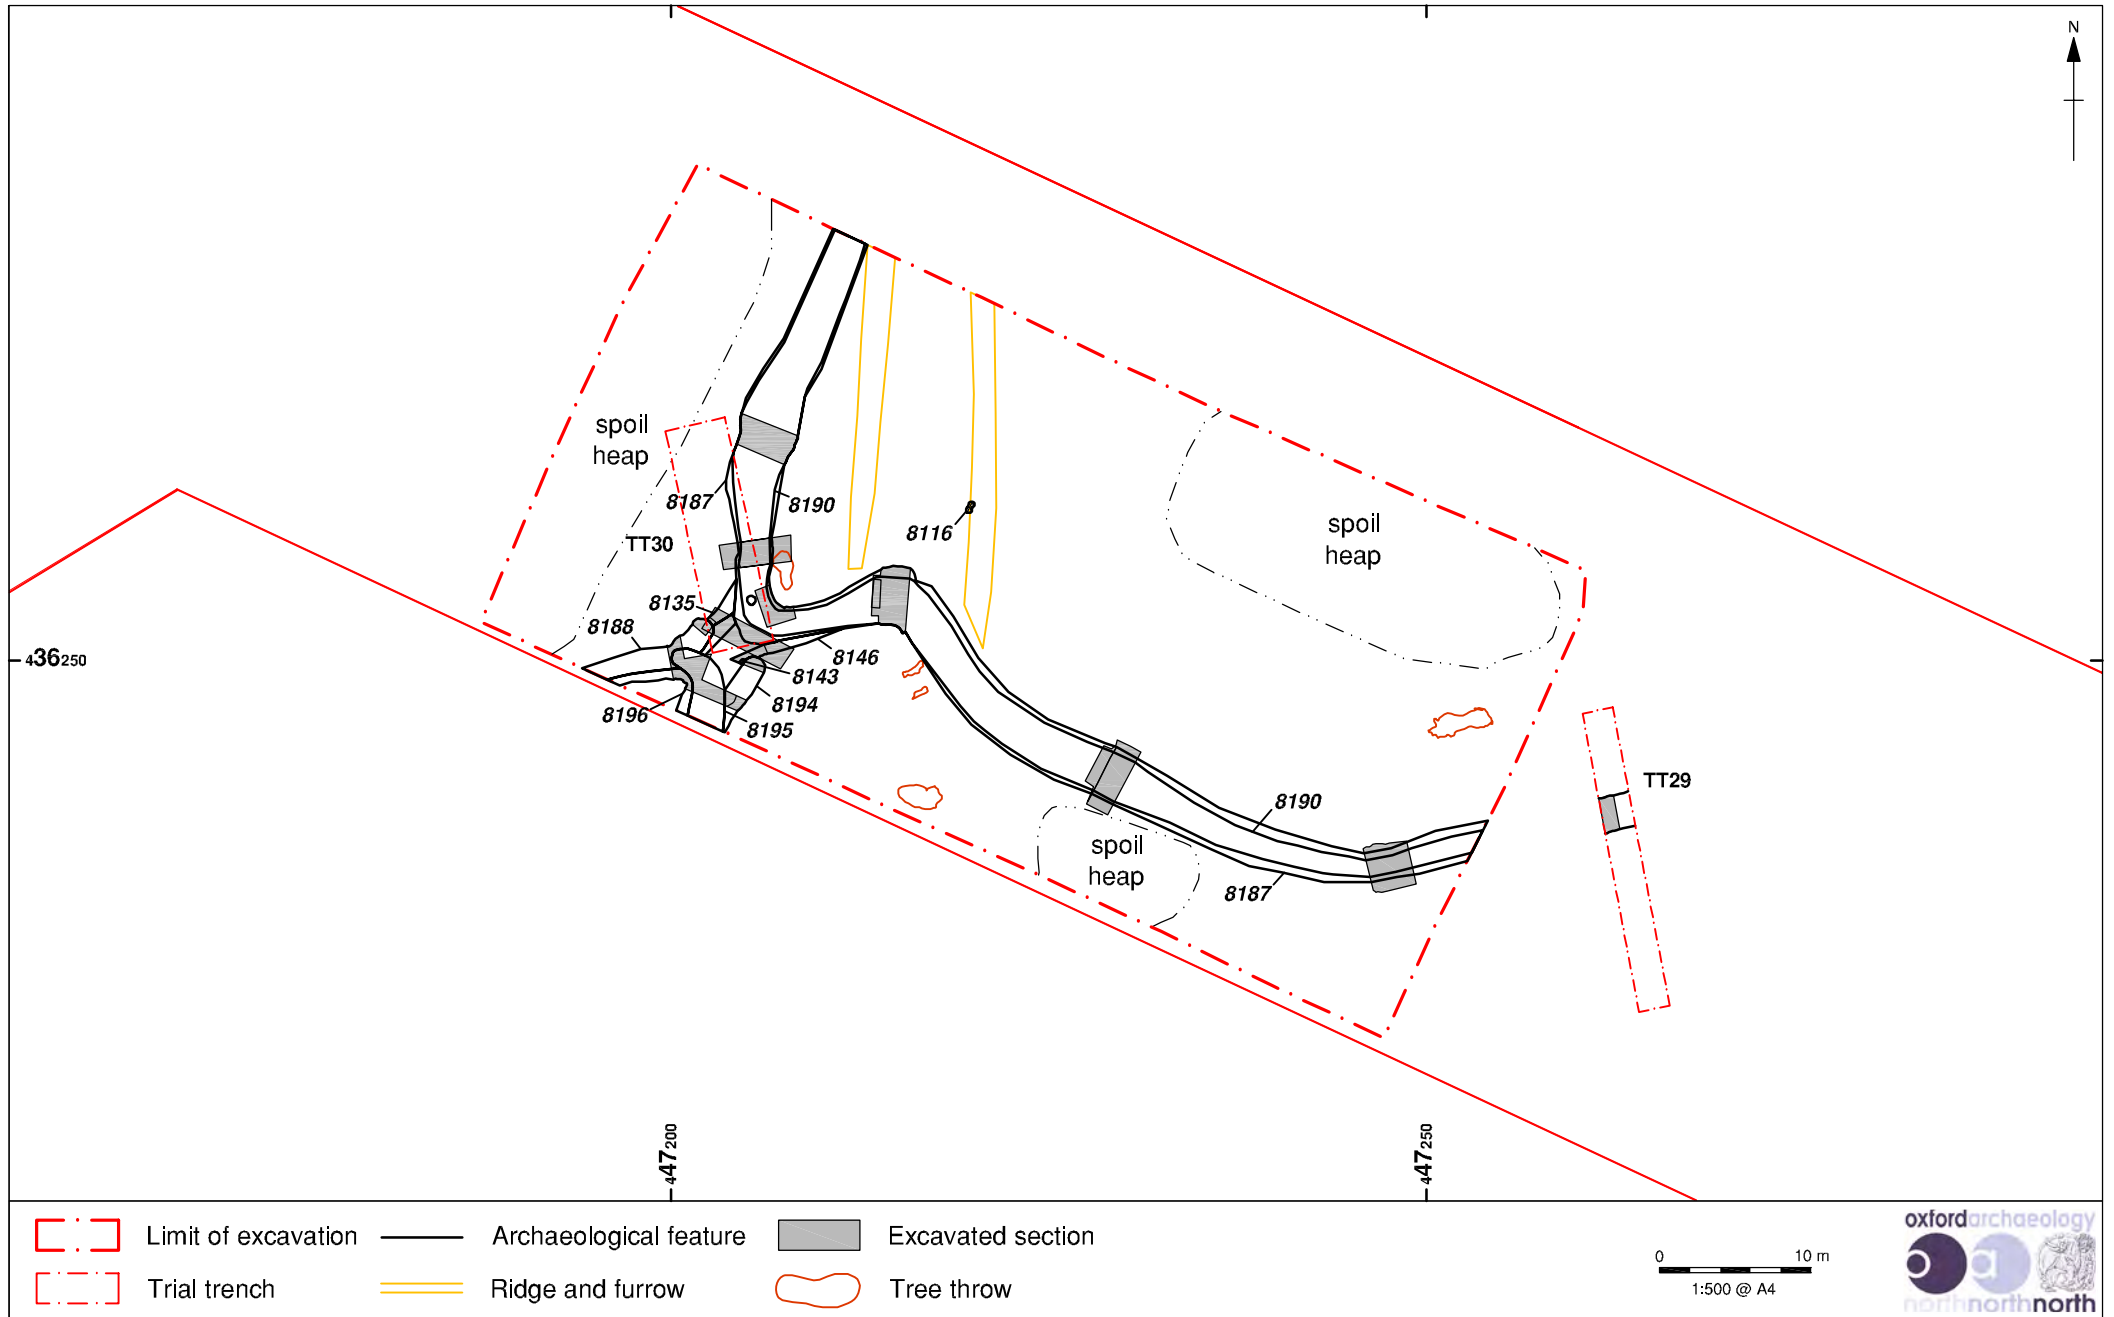 N
spoil
heap
8187
8190
TT30
8116
spoil
heap
8135
8188
436250
8146
8143
8194
8196
8195
TT29
8190
spoil
heap
8187
447200
447250
Limit of excavation
Archaeological feature
Excavated section
Trial trench
Ridge and furrow
Tree throw
0 10 m
1:500 @ A4
oxfordarchaeology
northnorthnorth